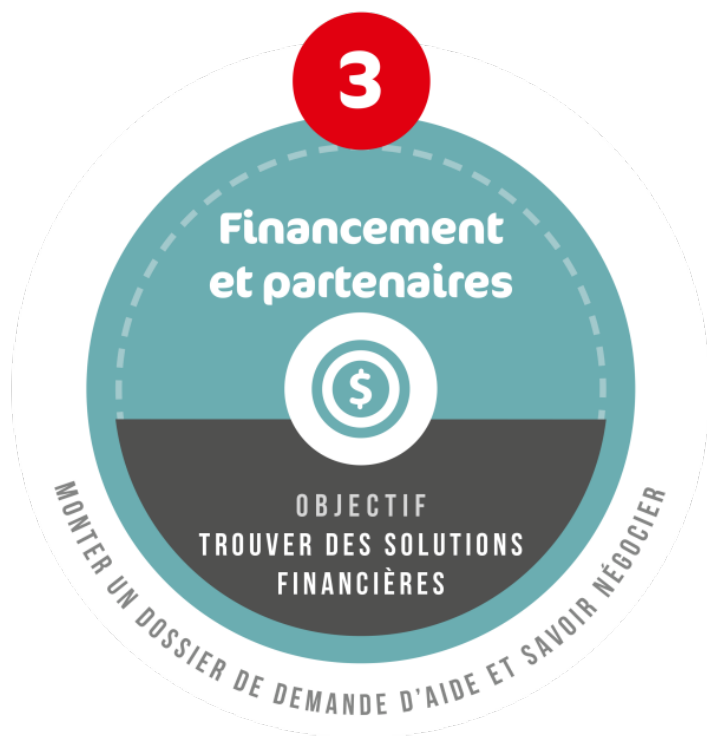 3
Financement
et partenaires
$
OBJECTIF
TROUVER DES SOLUTIONS
FINANCIÈRES
MONTER UN DOSSIER DE DEMANDE D'AIDE ET SAVOIR NÉGOCIER